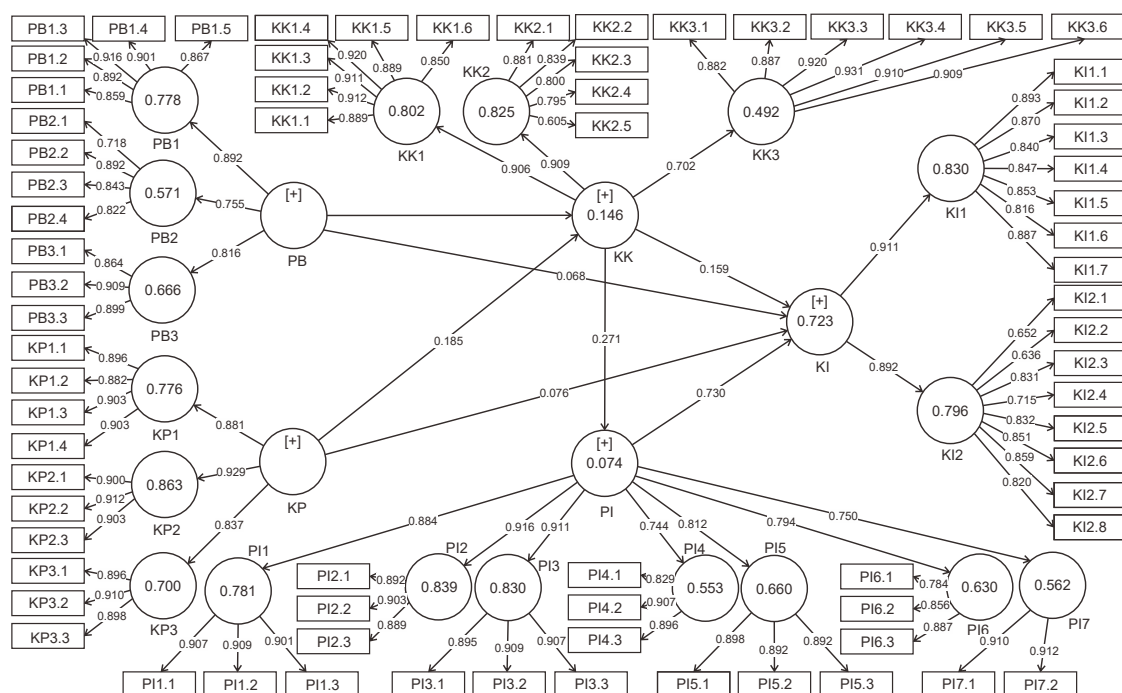 PB1.3
PB1.4
PB1.5
KK1.4
KK1.5
KK1.6
KK2.1
KK2.2
KK3.1
KK3.2
KK3.3
KK3.4
KK3.5
KK3.6
PB1.2
PB1.1
PB2.1
PB2.2
PB2.3
PB2.4
PB3.1
PB3.2
PB3.3
KP1.1
KP1.2
KP1.3
KP1.4
KP2.1
KP2.2
KP2.3
KP3.1
KP3.2
KP3.3
0.916
0.901
0.867
0.892
0.859
0.778
PB1
0.718
0.892
0.843
0.822
0.571
PB2
0.864
0.909
0.899
0.666
PB3
0.896
0.882
0.903
0.903
0.776
KP1
0.900
0.912
0.903
0.863
KP2
0.896
0.910
0.898
0.700
KP3
0.892
0.755
0.816
[+]
PB
0.881
0.929
0.837
[+]
KP
KK1.3
KK1.2
KK1.1
0.920
0.889
0.850
0.911
0.912
0.889
0.802
KK1
KK2
0.825
0.881
0.839
0.800
0.795
0.605
KK2.3
KK2.4
KK2.5
0.882
0.887
0.920
0.931
0.910
0.909
0.492
KK3
0.906
0.909
0.702
[+]
0.146
KK
0.068
0.159
0.185
0.271
0.076
0.730
[+]
0.723
KI
0.911
0.892
0.830
KI1
0.893
0.870
0.840
0.847
0.853
0.816
0.887
KI1.1
KI1.2
KI1.3
KI1.4
KI1.5
KI1.6
KI1.7
0.796
KI2
0.652
0.636
0.831
0.715
0.832
0.851
0.859
0.820
KI2.1
KI2.2
KI2.3
KI2.4
KI2.5
KI2.6
KI2.7
KI2.8
[+]
0.074
PI
0.884
0.916
0.911
0.744
0.812
0.794
0.750
PI1
0.781
0.907
0.909
0.901
PI1.1
PI1.2
PI1.3
PI2.1
PI2.2
PI2.3
0.892
0.903
0.889
PI2
0.839
PI3
0.830
0.895
0.909
0.907
PI3.1
PI3.2
PI3.3
PI4.1
PI4.2
PI4.3
0.829
0.907
0.896
PI4
0.553
PI5
0.660
0.898
0.892
0.892
PI5.1
PI5.2
PI5.3
PI6.1
PI6.2
PI6.3
0.784
0.856
0.887
0.630
PI6
0.562
PI7
0.910
0.912
PI7.1
PI7.2